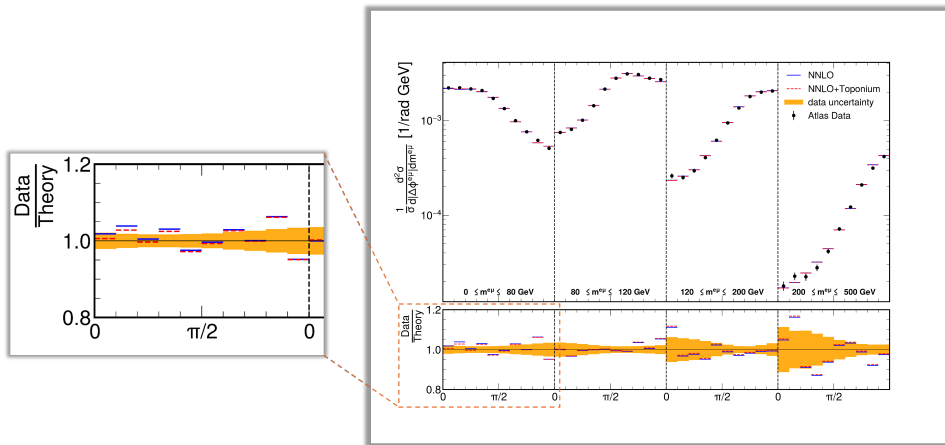 1.2
1.0
0.8
Data
Theory
0
π/2
0
1/σ d²σ/d|Δϕ^eμ|dm^eμ [1/rad GeV]
10⁻³
10⁻⁴
NNLO
NNLO+Toponium
data uncertainty
Atlas Data
0 ≤ m^eμ ≤ 80 GeV
80 ≤ m^eμ ≤ 120 GeV
120 ≤ m^eμ ≤ 200 GeV
200 ≤ m^eμ ≤ 500 GeV
Data
Theory
1.2
1.0
0.8
0 π/2 0 π/2 0 π/2 0 π/2